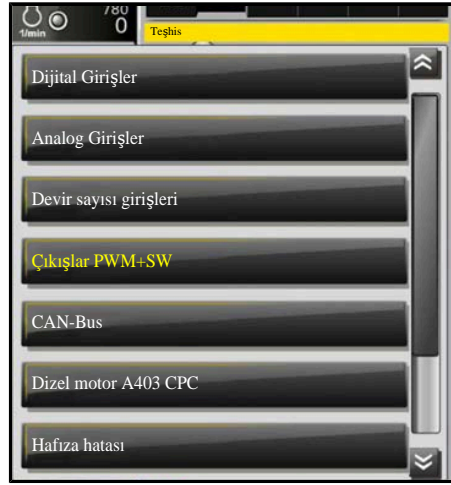 780
1/min
0
Teşhis
Dijital Girişler
Analog Girişler
Devir sayısı girişleri
Çıkışlar PWM+SW
CAN-Bus
Dizel motor A403 CPC
Hafıza hatası